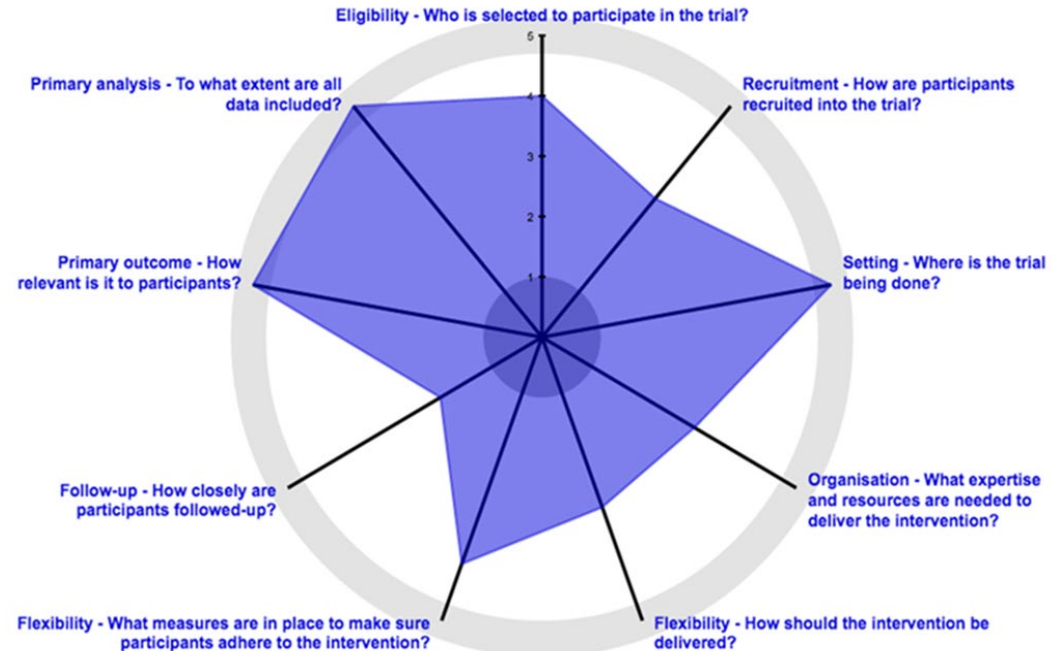 Eligibility - Who is selected to participate in the trial?
5
Primary analysis - To what extent are all
data included?
Recruitment - How are participants
recruited into the trial?
4
3
2
1
Primary outcome - How
relevant is it to participants?
Setting - Where is the trial
being done?
Follow-up - How closely are
participants followed-up?
Organisation - What expertise
and resources are needed to
deliver the intervention?
Flexibility - What measures are in place to make sure
participants adhere to the intervention?
Flexibility - How should the intervention be
delivered?